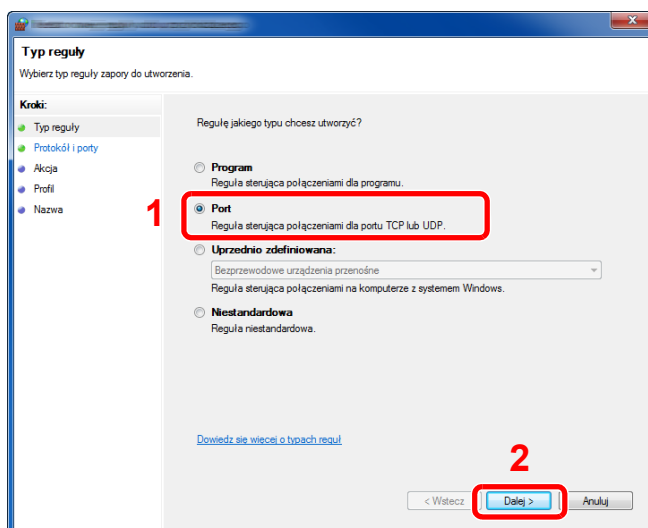 Typ reguły
Wybierz typ reguły zapory do utworzenia.
Kroki:
Typ reguły
Protokół i porty
Akcja
Profil
Nazwa
Regułę jakiego typu chcesz utworzyć?
Program
Reguła sterująca połączeniami dla programu.
1
Port
Reguła sterująca połączeniami dla portu TCP lub UDP.
Uprzednio zdefiniowana:
Bezprzewodowe urządzenia przenośne
Reguła sterująca połączeniami na komputerze z systemem Windows.
Niestandardowa
Reguła niestandardowa.
Dowiedz się więcej o typach reguł
2
< Wstecz
Dalej >
Anuluj